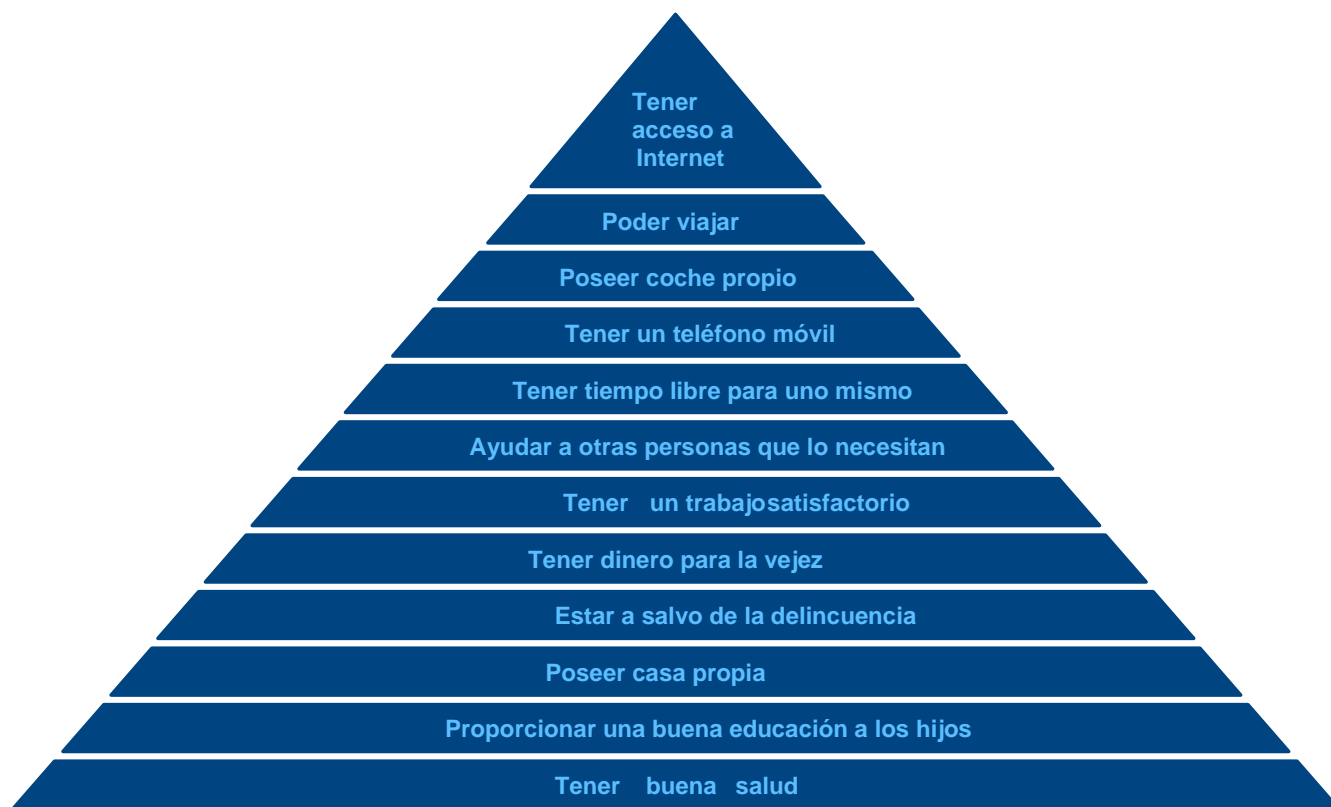 Tener
acceso a
Internet
Poder viajar
Poseer coche propio
Tener un teléfono móvil
Tener tiempo libre para uno mismo
Ayudar a otras personas que lo necesitan
Tener un trabajosatisfactorio
Tener dinero para la vejez
Estar a salvo de la delincuencia
Poseer casa propia
Proporcionar una buena educación a los hijos
Tener buena salud